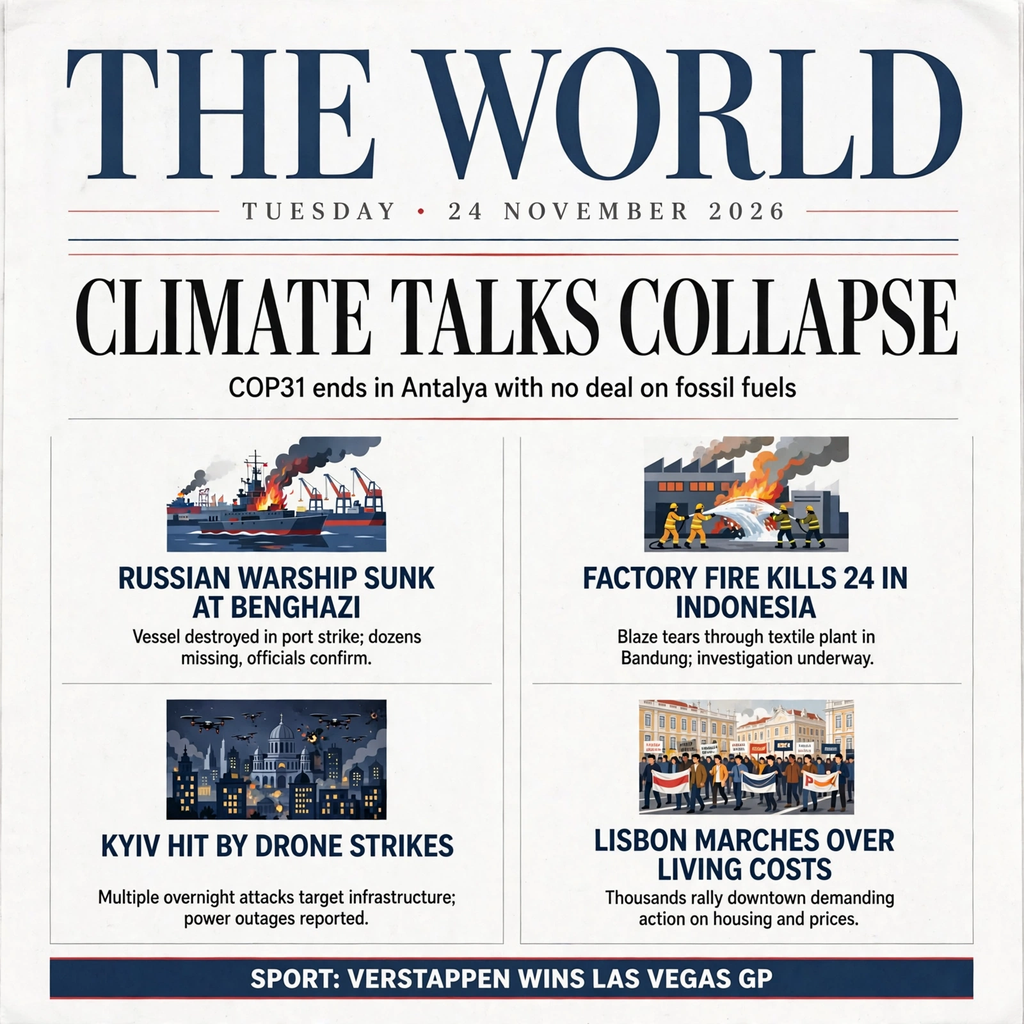 THE WORLD
TUESDAY • 24 NOVEMBER 2026
CLIMATE TALKS COLLAPSE
COP31 ends in Antalya with no deal on fossil fuels
RUSSIAN WARSHIP SUNK
AT BENGHAZI
Vessel destroyed in port strike; dozens
missing, officials confirm.
FACTORY FIRE KILLS 24 IN
INDONESIA
Blaze tears through textile plant in
Bandung; investigation underway.
KYIV HIT BY DRONE STRIKES
Multiple overnight attacks target infrastructure;
power outages reported.
LISBON MARCHES OVER
LIVING COSTS
Thousands rally downtown demanding
action on housing and prices.
SPORT: VERSTAPPEN WINS LAS VEGAS GP